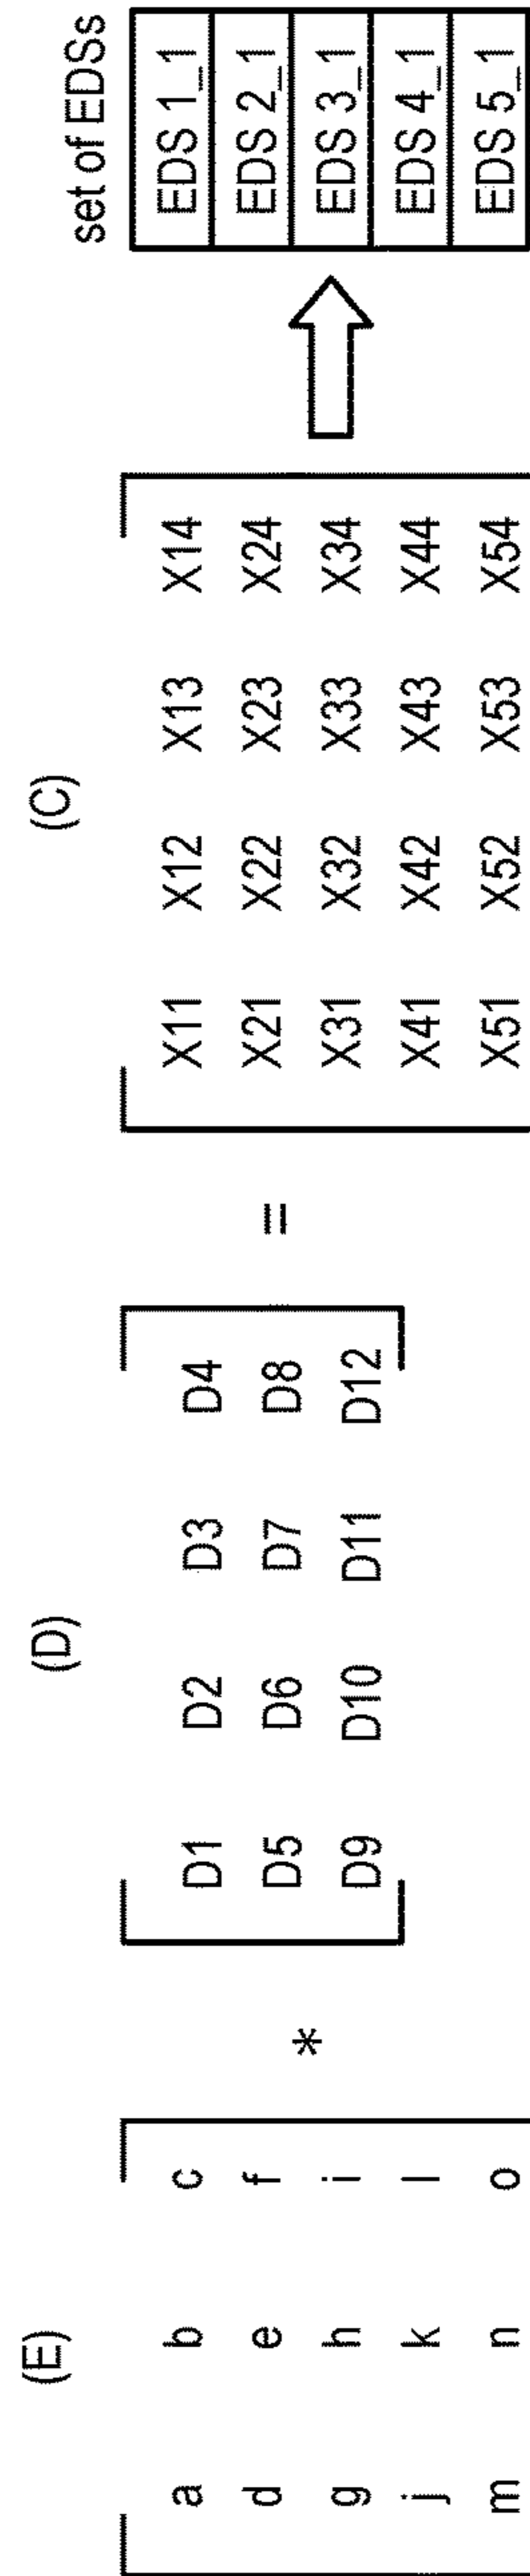 (E)
a b c
d e f
g h i
j k l
m n o
*
(D)
D1 D2 D3 D4
D5 D6 D7 D8
D9 D10 D11 D12
=
(C)
X11 X12 X13 X14
X21 X22 X23 X24
X31 X32 X33 X34
X41 X42 X43 X44
X51 X52 X53 X54
set of EDSs
EDS 1_1
EDS 2_1
EDS 3_1
EDS 4_1
EDS 5_1